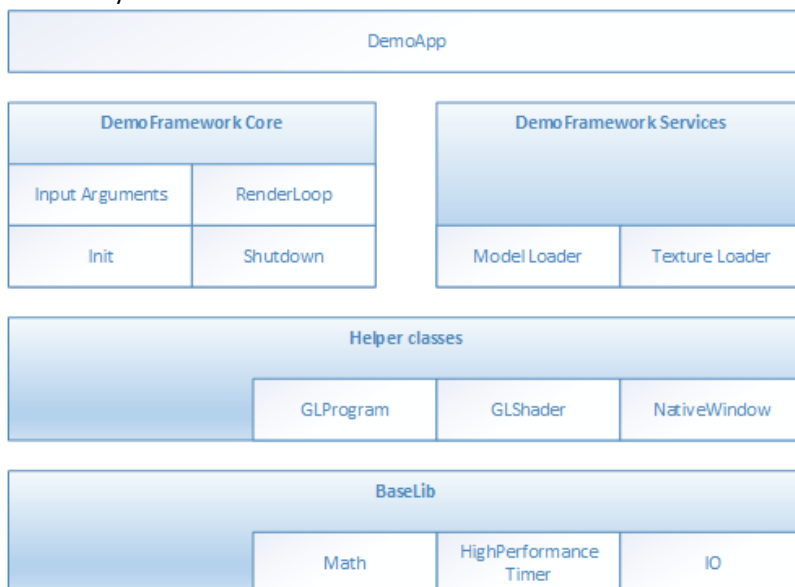 DemoApp
DemoFramework Core
DemoFramework Services
Input Arguments
RenderLoop
Init
Shutdown
Model Loader
Texture Loader
Helper classes
GLProgram
GLShader
NativeWindow
BaseLib
Math
HighPerformance
Timer
IO